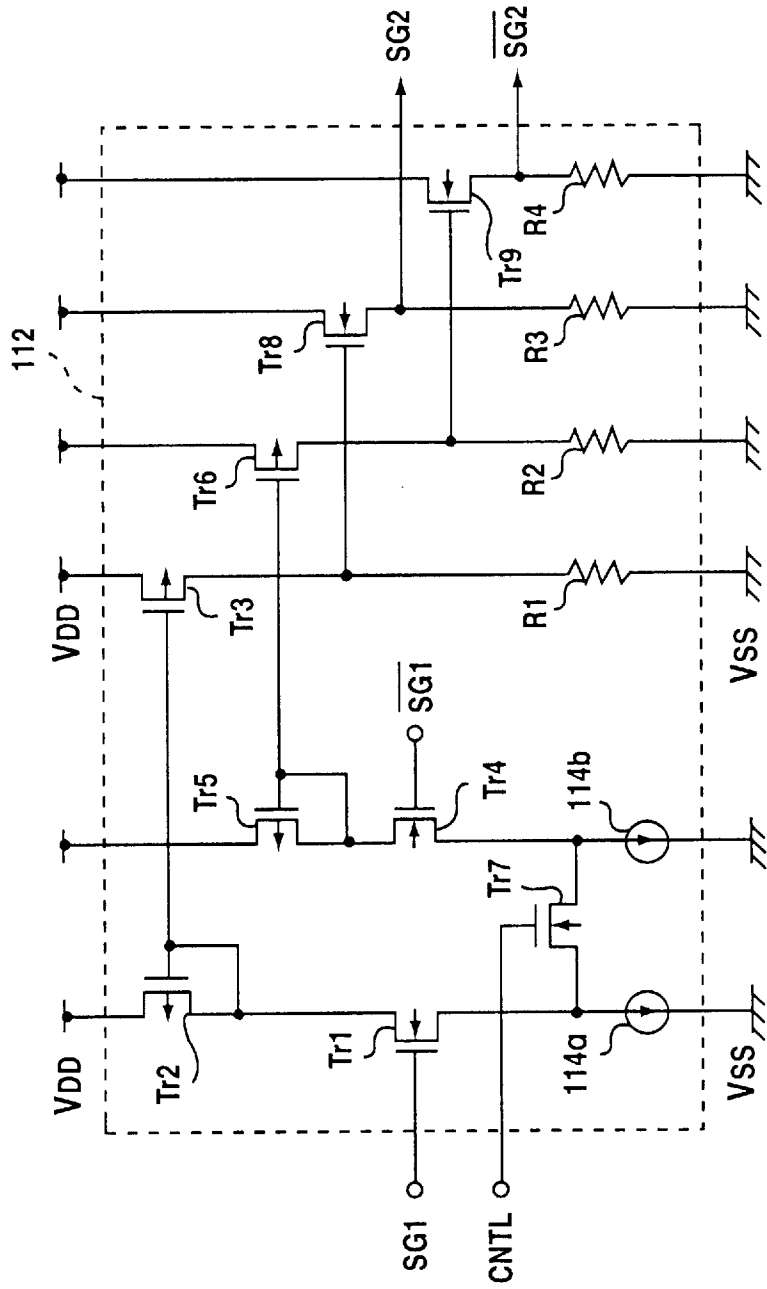 112
VDD
VDD
SG2
SG2
Tr2
Tr5
Tr3
Tr6
Tr8
Tr9
Tr1
SG1
Tr4
Tr7
SG1
CNTL
114a
114b
R1
R2
R3
R4
VSS
VSS